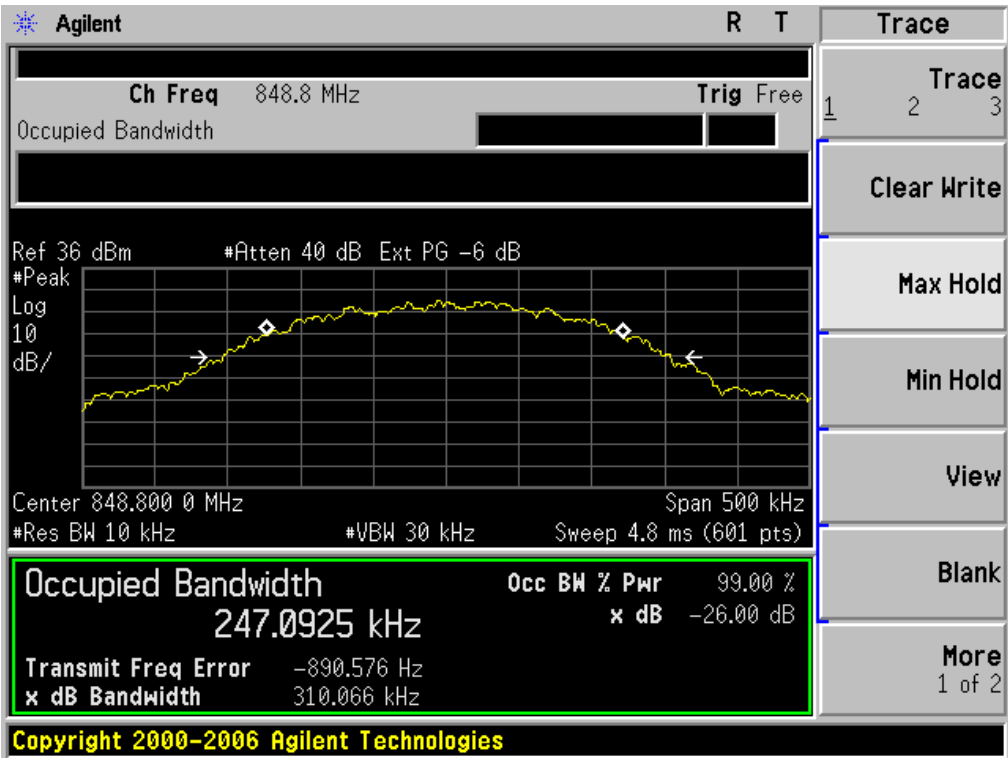 Agilent R T
Ch Freq 848.8 MHz Trig Free
Occupied Bandwidth
Ref 36 dBm #Atten 40 dB Ext PG -6 dB
#Peak
Log
10
dB/
Center 848.800 0 MHz Span 500 kHz
#Res BW 10 kHz #VBW 30 kHz Sweep 4.8 ms (601 pts)
Occupied Bandwidth
247.0925 kHz
Occ BW % Pwr 99.00 %
x dB -26.00 dB
Transmit Freq Error -890.576 Hz
x dB Bandwidth 310.066 kHz
Copyright 2000-2006 Agilent Technologies
Trace
Trace
1 2 3
Clear Write
Max Hold
Min Hold
View
Blank
More
1 of 2